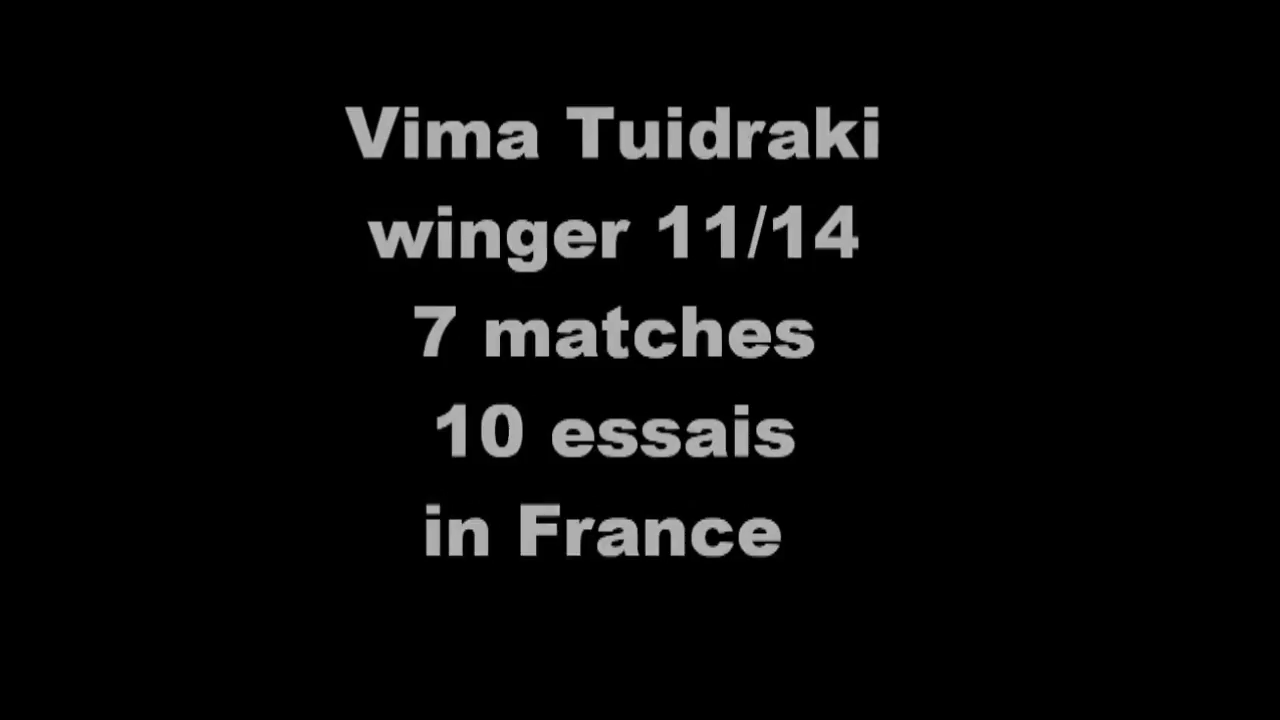 Vima Tuidraki
winger 11/14
7 matches
10 essais
in France